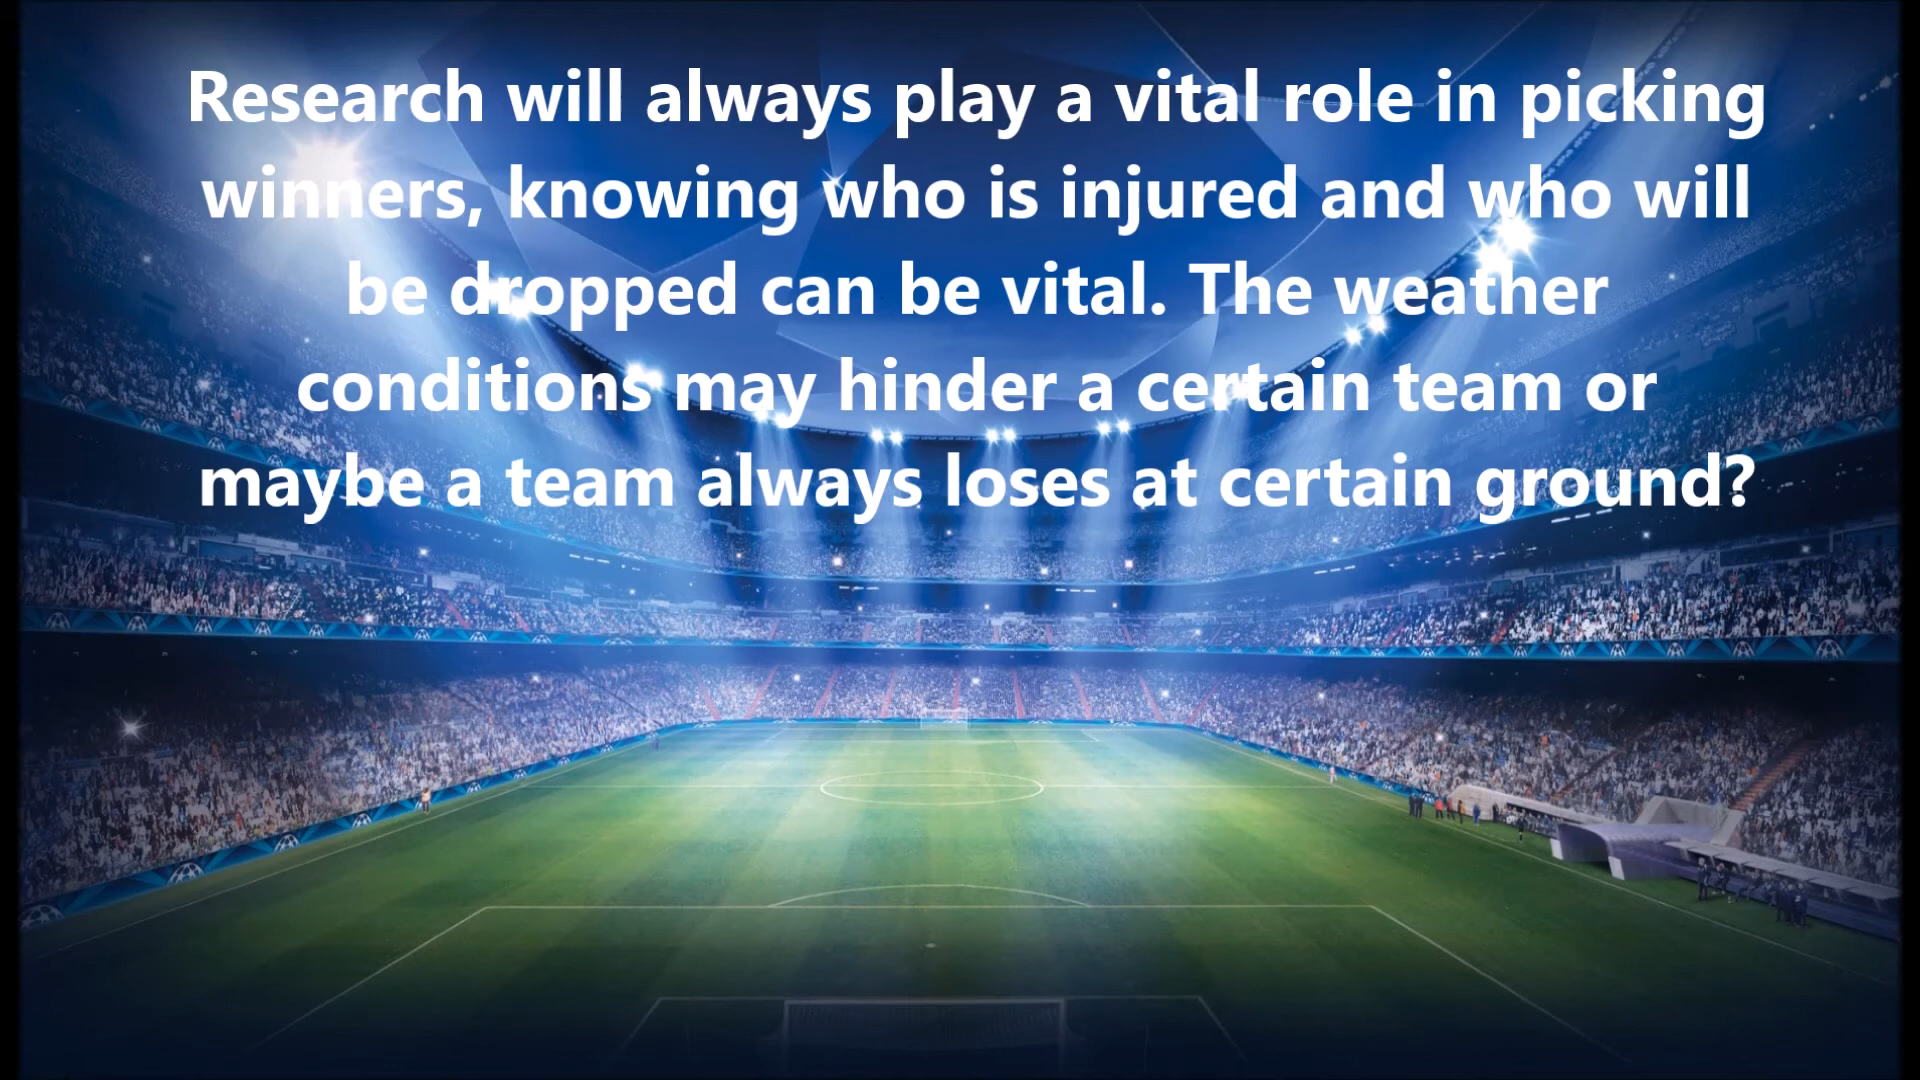 Research will always play a vital role in picking
winners, knowing who is injured and who will
be dropped can be vital. The weather
conditions may hinder a certain team or
maybe a team always loses at certain ground?